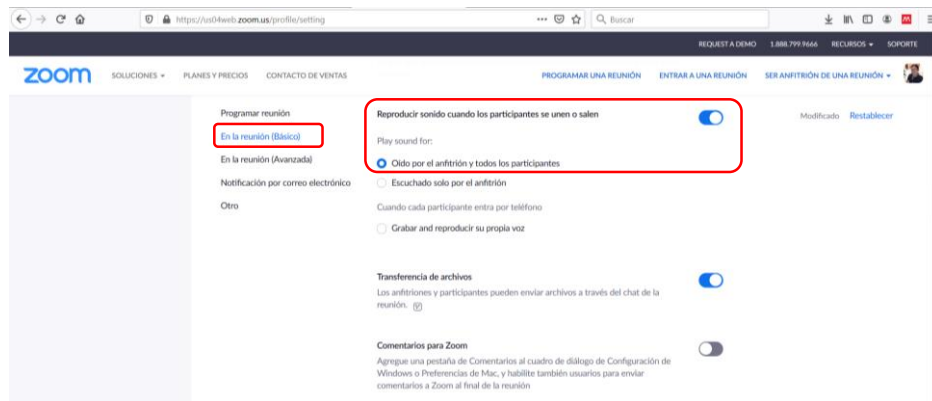 https://us04web.zoom.us/profile/setting
Buscar
REQUEST A DEMO 1.888.799.9666 RECURSOS SOPORTE
zoom SOLUCIONES PLANES Y PRECIOS CONTACTO DE VENTAS PROGRAMAR UNA REUNIÓN ENTRAR A UNA REUNIÓN SER ANFITRIÓN DE UNA REUNIÓN
Programar reunión
En la reunión (Básico)
En la reunión (Avanzada)
Notificación por correo electrónico
Otro
Reproducir sonido cuando los participantes se unen o salen
Modificado Restablecer
Play sound for:
Oído por el anfitrión y todos los participantes
Escuchado solo por el anfitrión
Cuando cada participante entra por teléfono
Grabar and reproducir su propia voz
Transferencia de archivos
Los anfitriones y participantes pueden enviar archivos a través del chat de la
reunión.
Comentarios para Zoom
Agregue una pestaña de Comentarios al cuadro de diálogo de Configuración de
Windows o Preferencias de Mac, y habilite también usuarios para enviar
comentarios a Zoom al final de la reunión